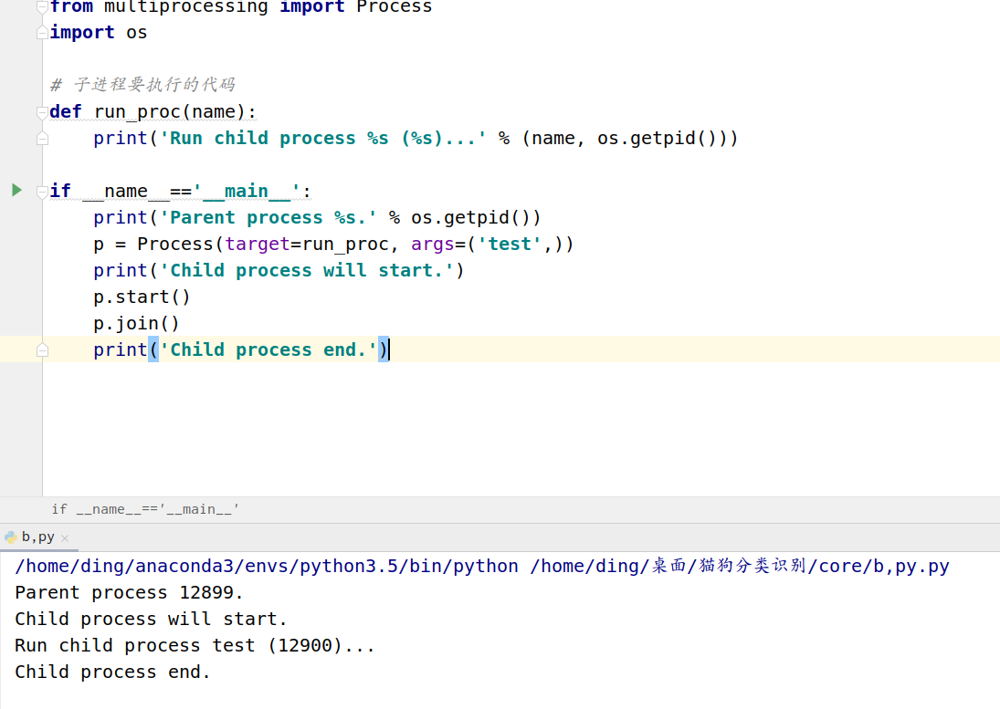 from multiprocessing import Process
import os
# 子进程要执行的代码
def run_proc(name):
    print('Run child process %s (%s)...' % (name, os.getpid()))
if __name__=='__main__':
    print('Parent process %s.' % os.getpid())
    p = Process(target=run_proc, args=('test',))
    print('Child process will start.')
    p.start()
    p.join()
    print('Child process end.')
if __name__=='__main__'
b,py ×
/home/ding/anaconda3/envs/python3.5/bin/python /home/ding/桌面/猫狗分类识别/core/b,py.py
Parent process 12899.
Child process will start.
Run child process test (12900)...
Child process end.